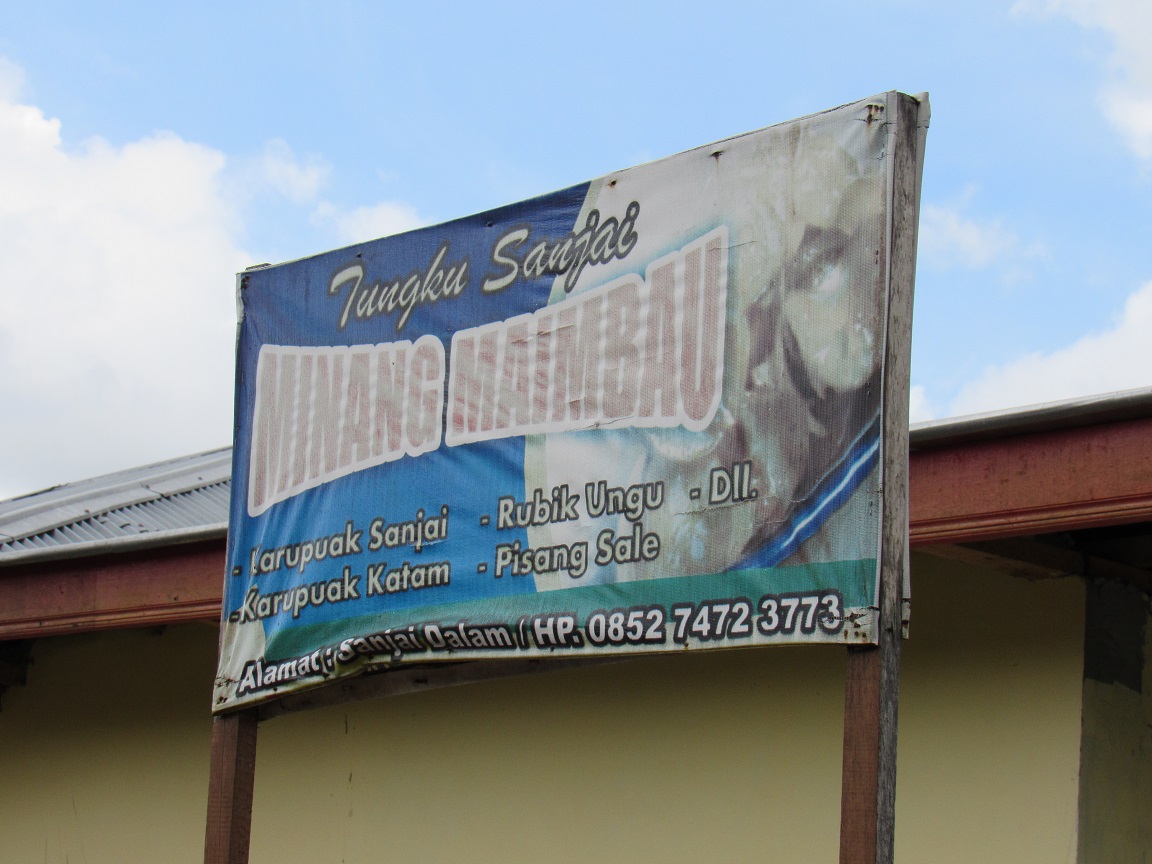 Tungku Sanjai
MINANG MAIMBAU
- Karupuak Sanjai
- Karupuak Katam
- Rubik Ungu
- Pisang Sale
- Dll.
Alamat : Sanjai Dalam / HP. 0852 7472 3773